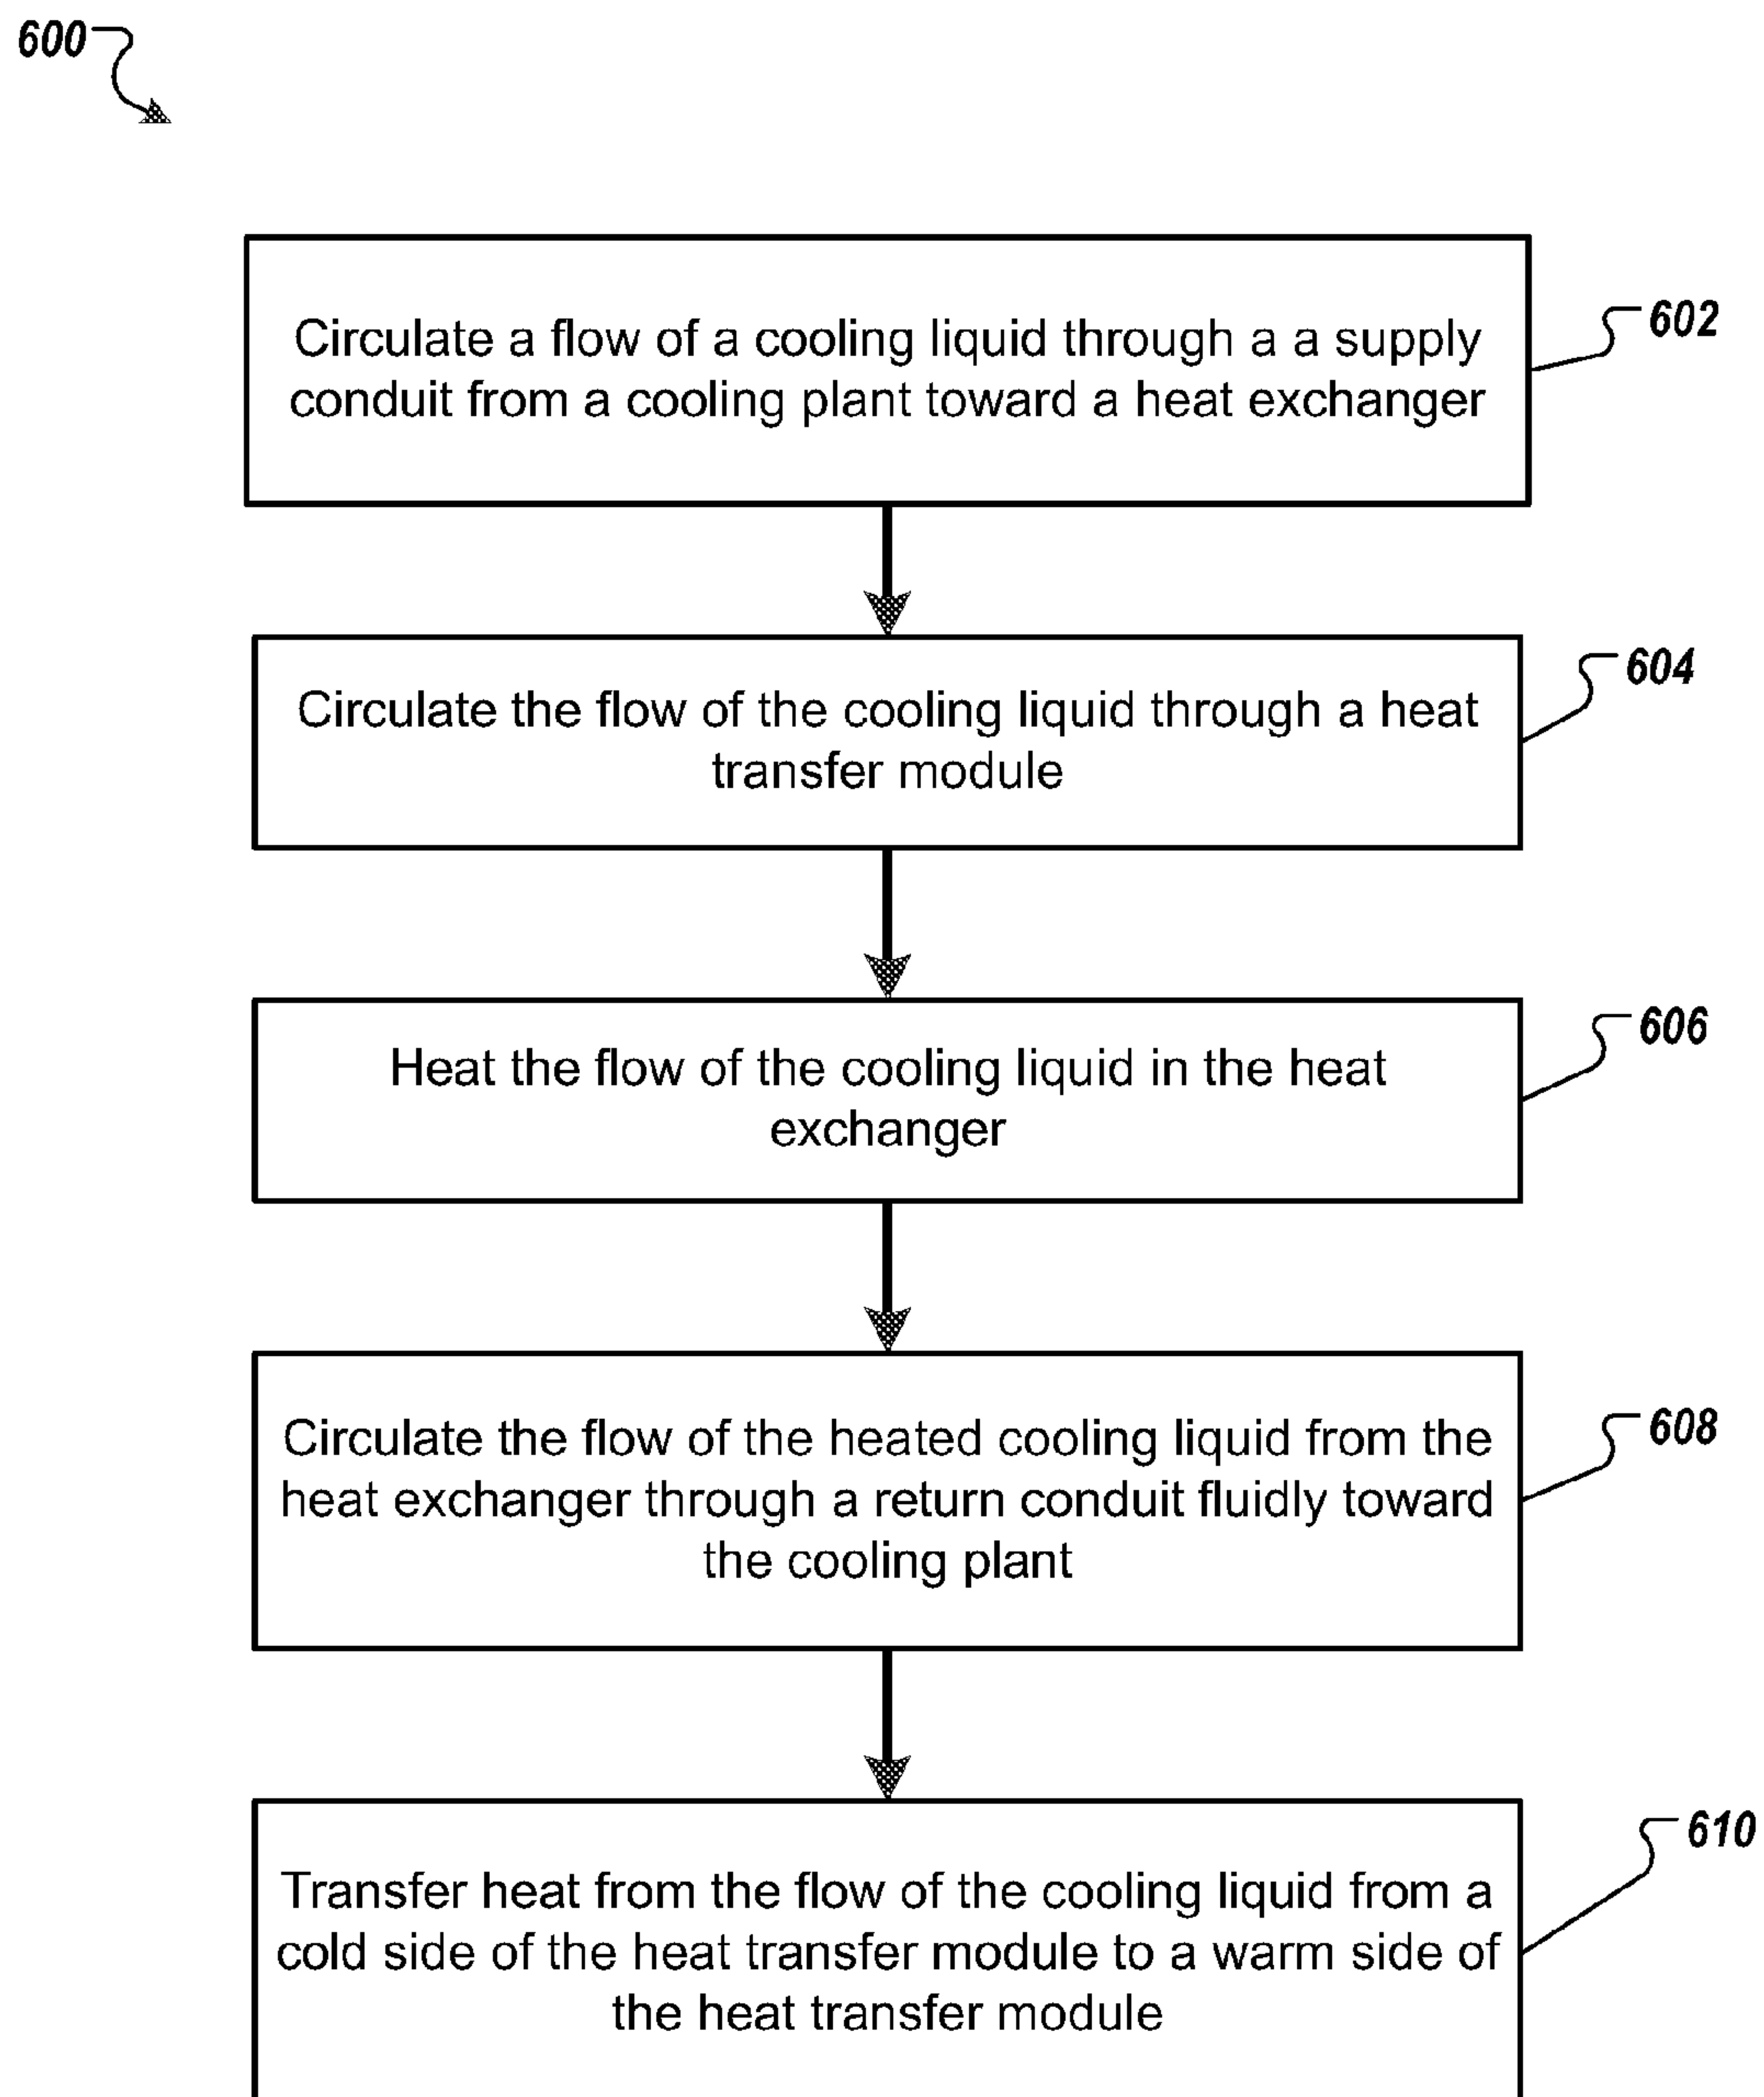 600
Circulate a flow of a cooling liquid through a a supply
conduit from a cooling plant toward a heat exchanger
602
Circulate the flow of the cooling liquid through a heat
transfer module
604
Heat the flow of the cooling liquid in the heat
exchanger
606
Circulate the flow of the heated cooling liquid from the
heat exchanger through a return conduit fluidly toward
the cooling plant
608
Transfer heat from the flow of the cooling liquid from a
cold side of the heat transfer module to a warm side of
the heat transfer module
610